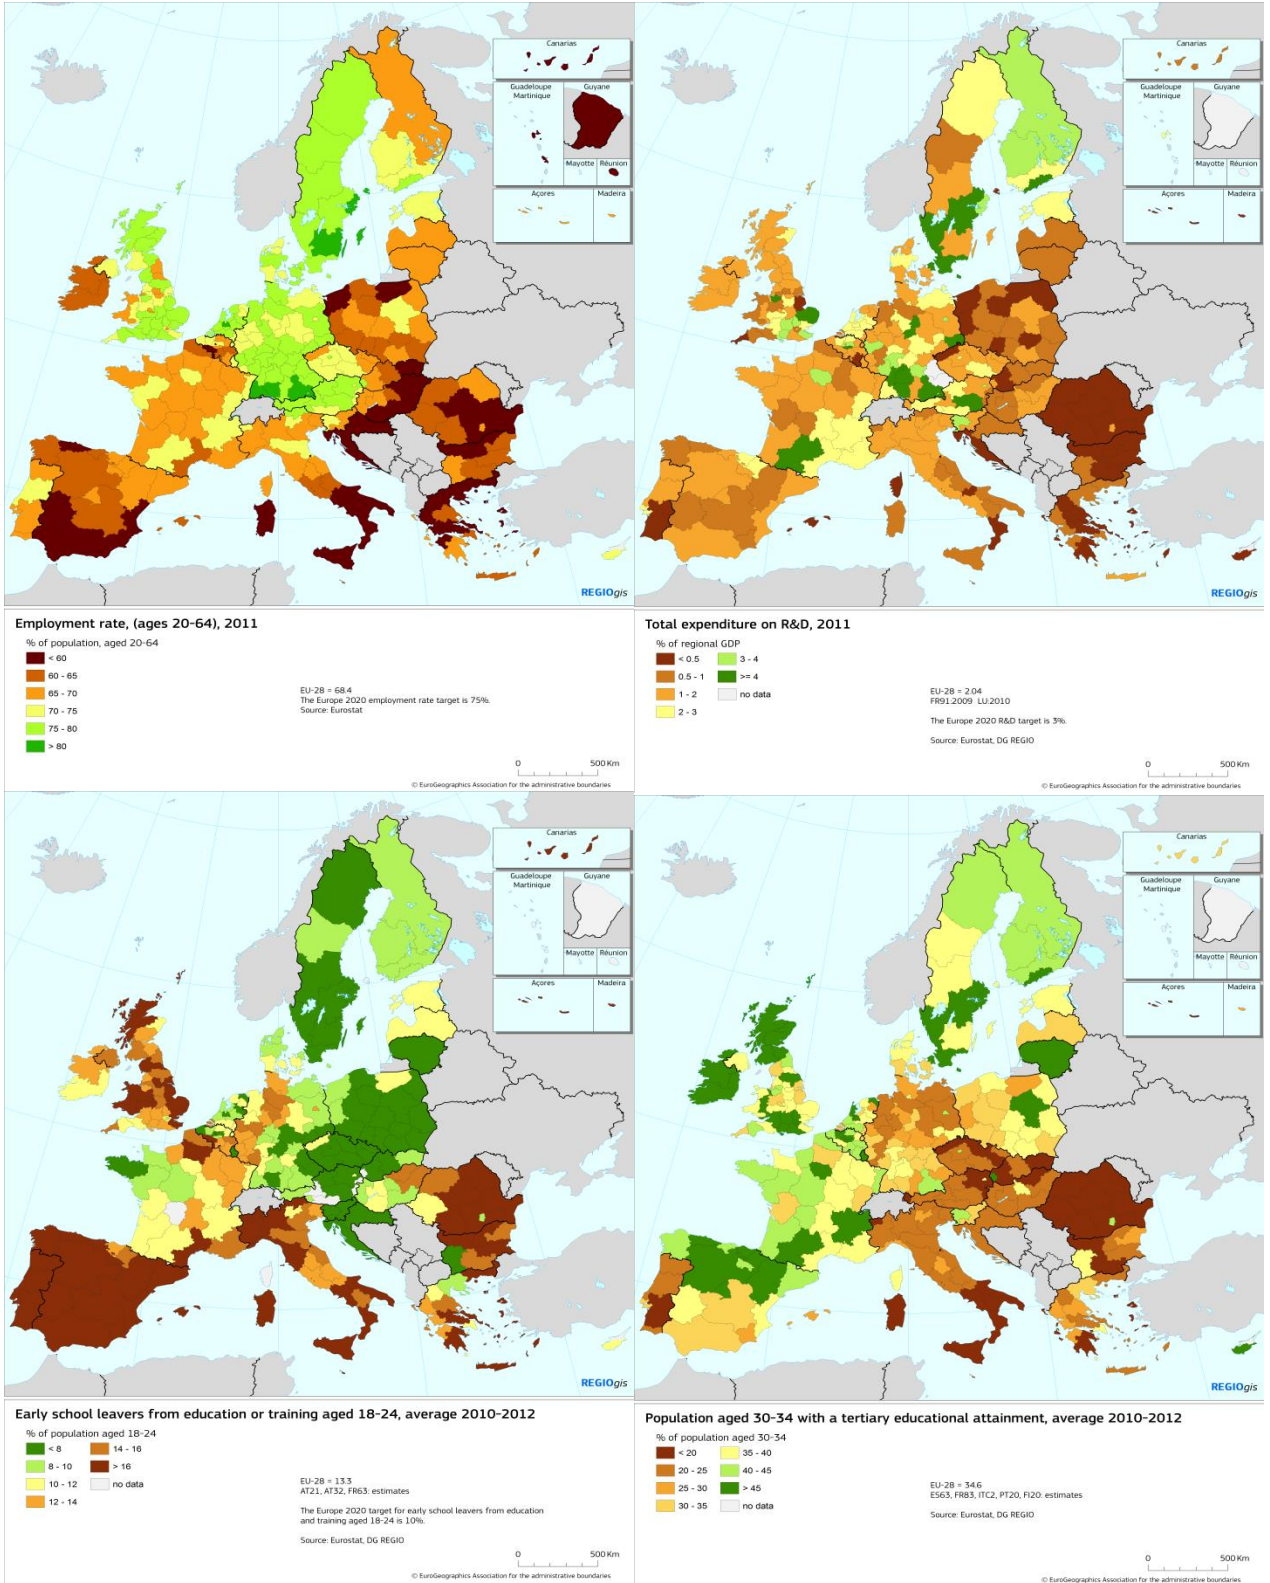 Canarias
Guadeloupe
Martinique
Guyane
Mayotte
Réunion
Açores
Madeira
REGIOgis
Employment rate, (ages 20-64), 2011
% of population, aged 20-64
< 60
60 - 65
65 - 70
70 - 75
75 - 80
> 80
EU-28 = 68.4
The Europe 2020 employment rate target is 75%.
Source: Eurostat
0 500 Km
© EuroGeographics Association for the administrative boundaries
Canarias
Guadeloupe
Martinique
Guyane
Mayotte
Réunion
Açores
Madeira
REGIOgis
Total expenditure on R&D, 2011
% of regional GDP
< 0.5
0.5 - 1
1 - 2
2 - 3
3 - 4
>= 4
no data
EU-28 = 2.04
FR91:2009 LU:2010
The Europe 2020 R&D target is 3%.
Source: Eurostat, DG REGIO
0 500 Km
© EuroGeographics Association for the administrative boundaries
Canarias
Guadeloupe
Martinique
Guyane
Mayotte
Réunion
Açores
Madeira
REGIOgis
Early school leavers from education or training aged 18-24, average 2010-2012
% of population aged 18-24
< 8
8 - 10
10 - 12
12 - 14
14 - 16
> 16
no data
EU-28 = 13.3
AT21, AT32, FR63: estimates
The Europe 2020 target for early school leavers from education
and training aged 18-24 is 10%.
Source: Eurostat, DG REGIO
0 500 Km
© EuroGeographics Association for the administrative boundaries
Canarias
Guadeloupe
Martinique
Guyane
Mayotte
Réunion
Açores
Madeira
REGIOgis
Population aged 30-34 with a tertiary educational attainment, average 2010-2012
% of population aged 30-34
< 20
20 - 25
25 - 30
30 - 35
35 - 40
40 - 45
> 45
no data
EU-28 = 34.6
ES63, FR83, ITC2, PT20, FI20: estimates
Source: Eurostat, DG REGIO
0 500 Km
© EuroGeographics Association for the administrative boundaries